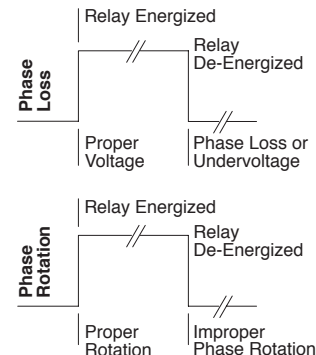 Relay Energized
Phase
Loss
Relay
De-Energized
Proper
Voltage
Phase Loss or
Undervoltage
Relay Energized
Phase
Rotation
Relay
De-Energized
Proper
Rotation
Improper
Phase Rotation